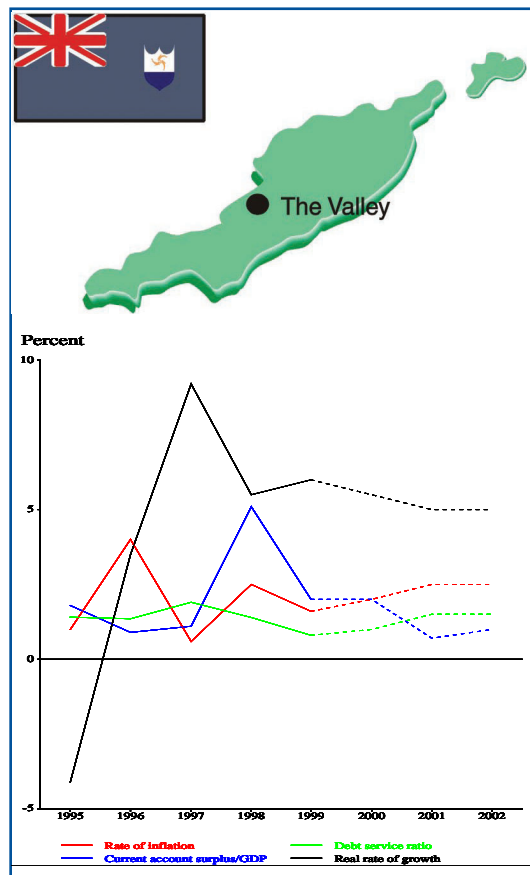 The Valley
Percent
10
5
0
-5
1995 1996 1997 1998 1999 2000 2001 2002
Rate of inflation Debt service ratio
Current account surplus/GDP Real rate of growth